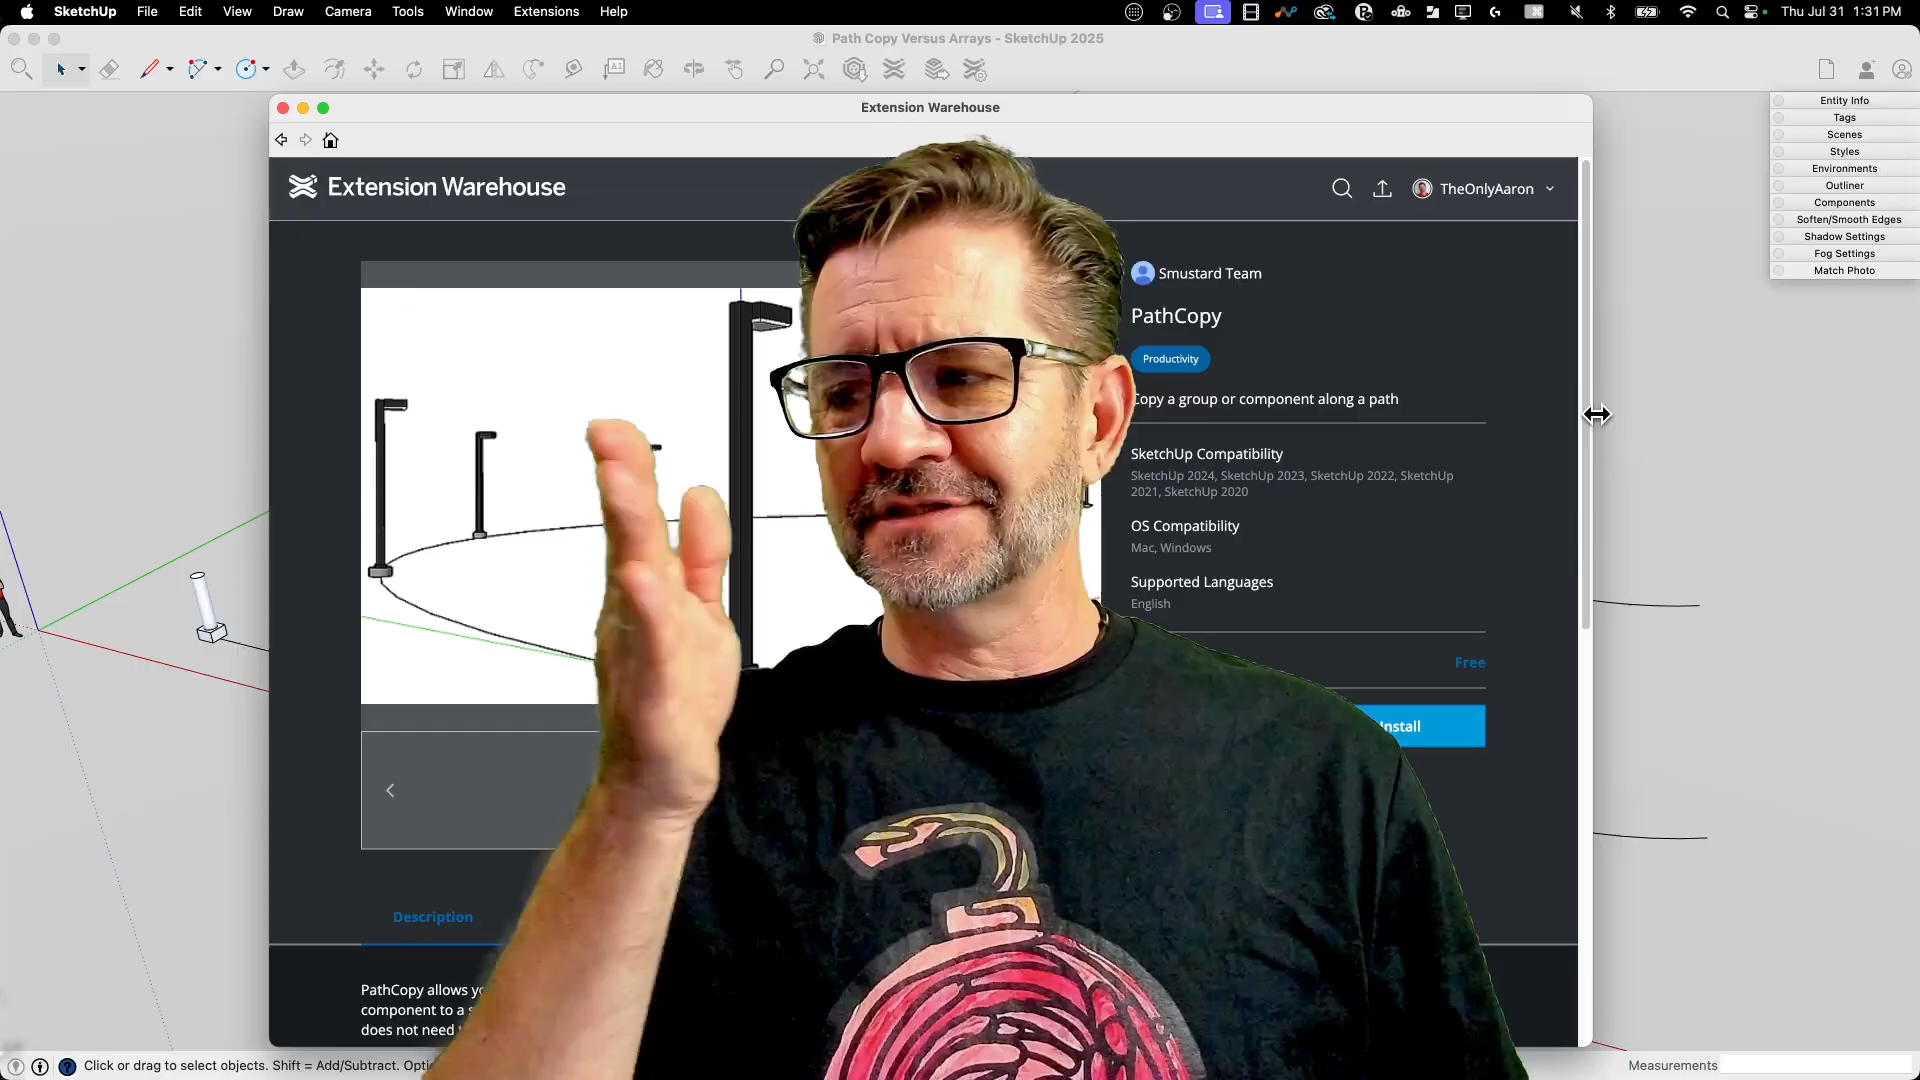 SketchUp File Edit View Draw Camera Tools Window Extensions Help
Thu Jul 31 1:31 PM
Path Copy Versus Arrays - SketchUp 2025
Extension Warehouse
Extension Warehouse
TheOnlyAaron
Smustard Team
PathCopy
Productivity
Copy a group or component along a path
SketchUp Compatibility
SketchUp 2024, SketchUp 2023, SketchUp 2022, SketchUp
2021, SketchUp 2020
OS Compatibility
Mac, Windows
Supported Languages
English
Free
Install
Description
PathCopy allows
component to a
does not need
Entity Info
Tags
Scenes
Styles
Environments
Outliner
Components
Soften/Smooth Edges
Shadow Settings
Fog Settings
Match Photo
Click or drag to select objects. Shift = Add/Subtract.
Measurements